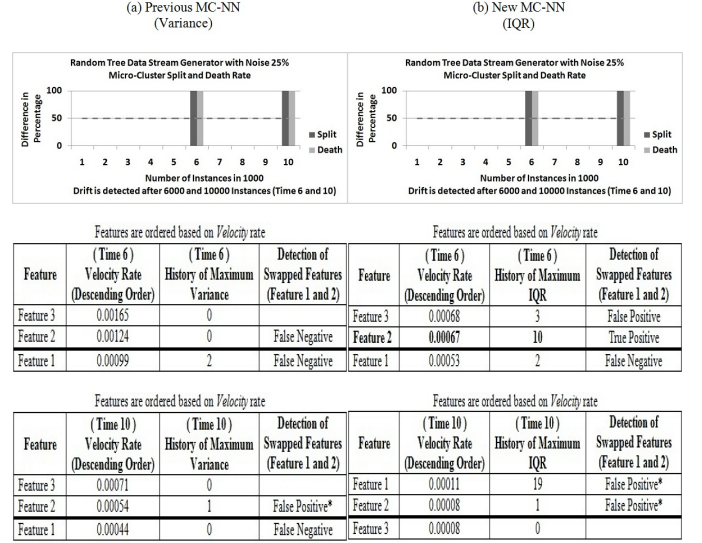 (a) Previous MC-NN
(Variance)
(b) New MC-NN
(IQR)
Random Tree Data Stream Generator with Noise 25%
Micro-Cluster Split and Death Rate
Difference in
Percentage
100
50
0
1 2 3 4 5 6 7 8 9 10
Split
Death
Number of Instances in 1000
Drift is detected after 6000 and 10000 Instances (Time 6 and 10)
Random Tree Data Stream Generator with Noise 25%
Micro-Cluster Split and Death Rate
Difference in
Percentage
100
50
0
1 2 3 4 5 6 7 8 9 10
Split
Death
Number of Instances in 1000
Drift is detected after 6000 and 10000 Instances (Time 6 and 10)
Features are ordered based on Velocity rate
Feature
(Time 6)
Velocity Rate
(Descending Order)
(Time 6)
History of Maximum
Variance
Detection of
Swapped Features
(Feature 1 and 2)
Feature 3 0.00165 0
Feature 2 0.00124 0 False Negative
Feature 1 0.00099 2 False Negative
Features are ordered based on Velocity rate
Feature
(Time 6)
Velocity Rate
(Descending Order)
(Time 6)
History of Maximum
IQR
Detection of
Swapped Features
(Feature 1 and 2)
Feature 3 0.00068 3 False Positive
Feature 2 0.00067 10 True Positive
Feature 1 0.00053 2 False Negative
Features are ordered based on Velocity rate
Feature
(Time 10)
Velocity Rate
(Descending Order)
(Time 10)
History of Maximum
Variance
Detection of
Swapped Features
(Feature 1 and 2)
Feature 3 0.00071 0
Feature 2 0.00054 1 False Positive*
Feature 1 0.00044 0 False Negative
Features are ordered based on Velocity rate
Feature
(Time 10)
Velocity Rate
(Descending Order)
(Time 10)
History of Maximum
IQR
Detection of
Swapped Features
(Feature 1 and 2)
Feature 1 0.00011 19 False Positive*
Feature 2 0.00008 1 False Positive*
Feature 3 0.00008 0